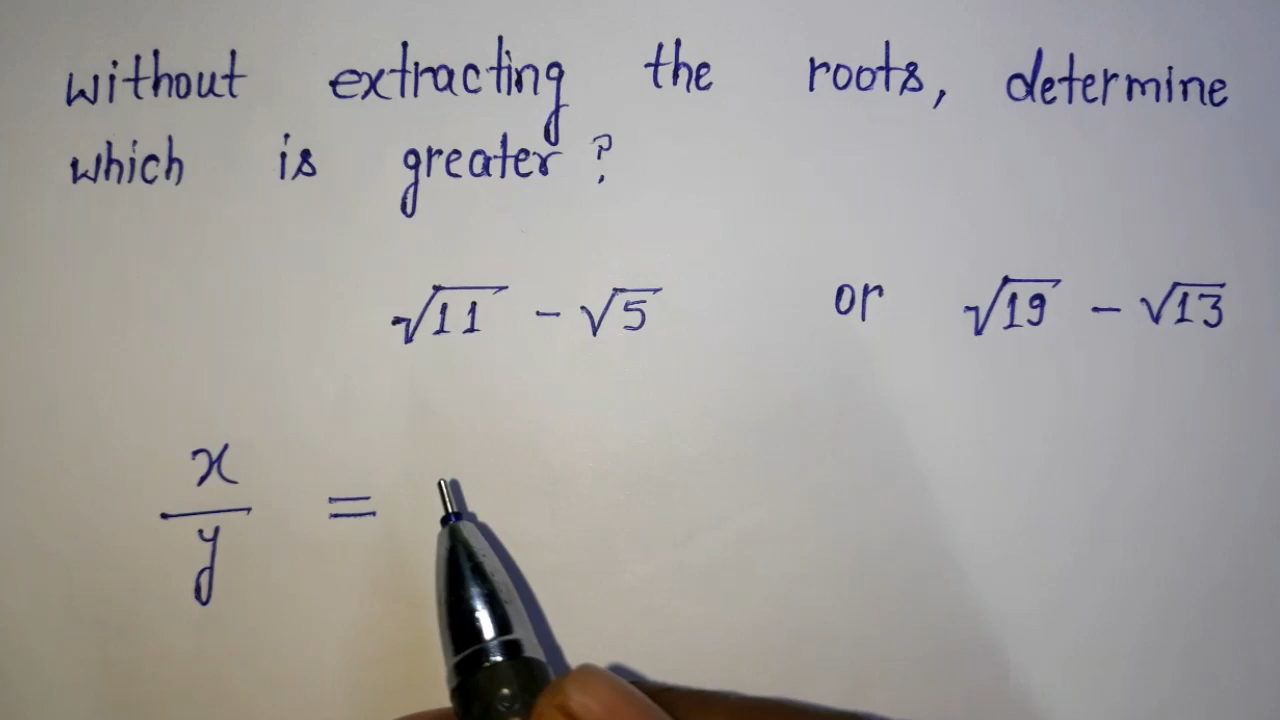 without extracting the roots, determine
which is greater?
√11 - √5 or √19 - √13
x/y =